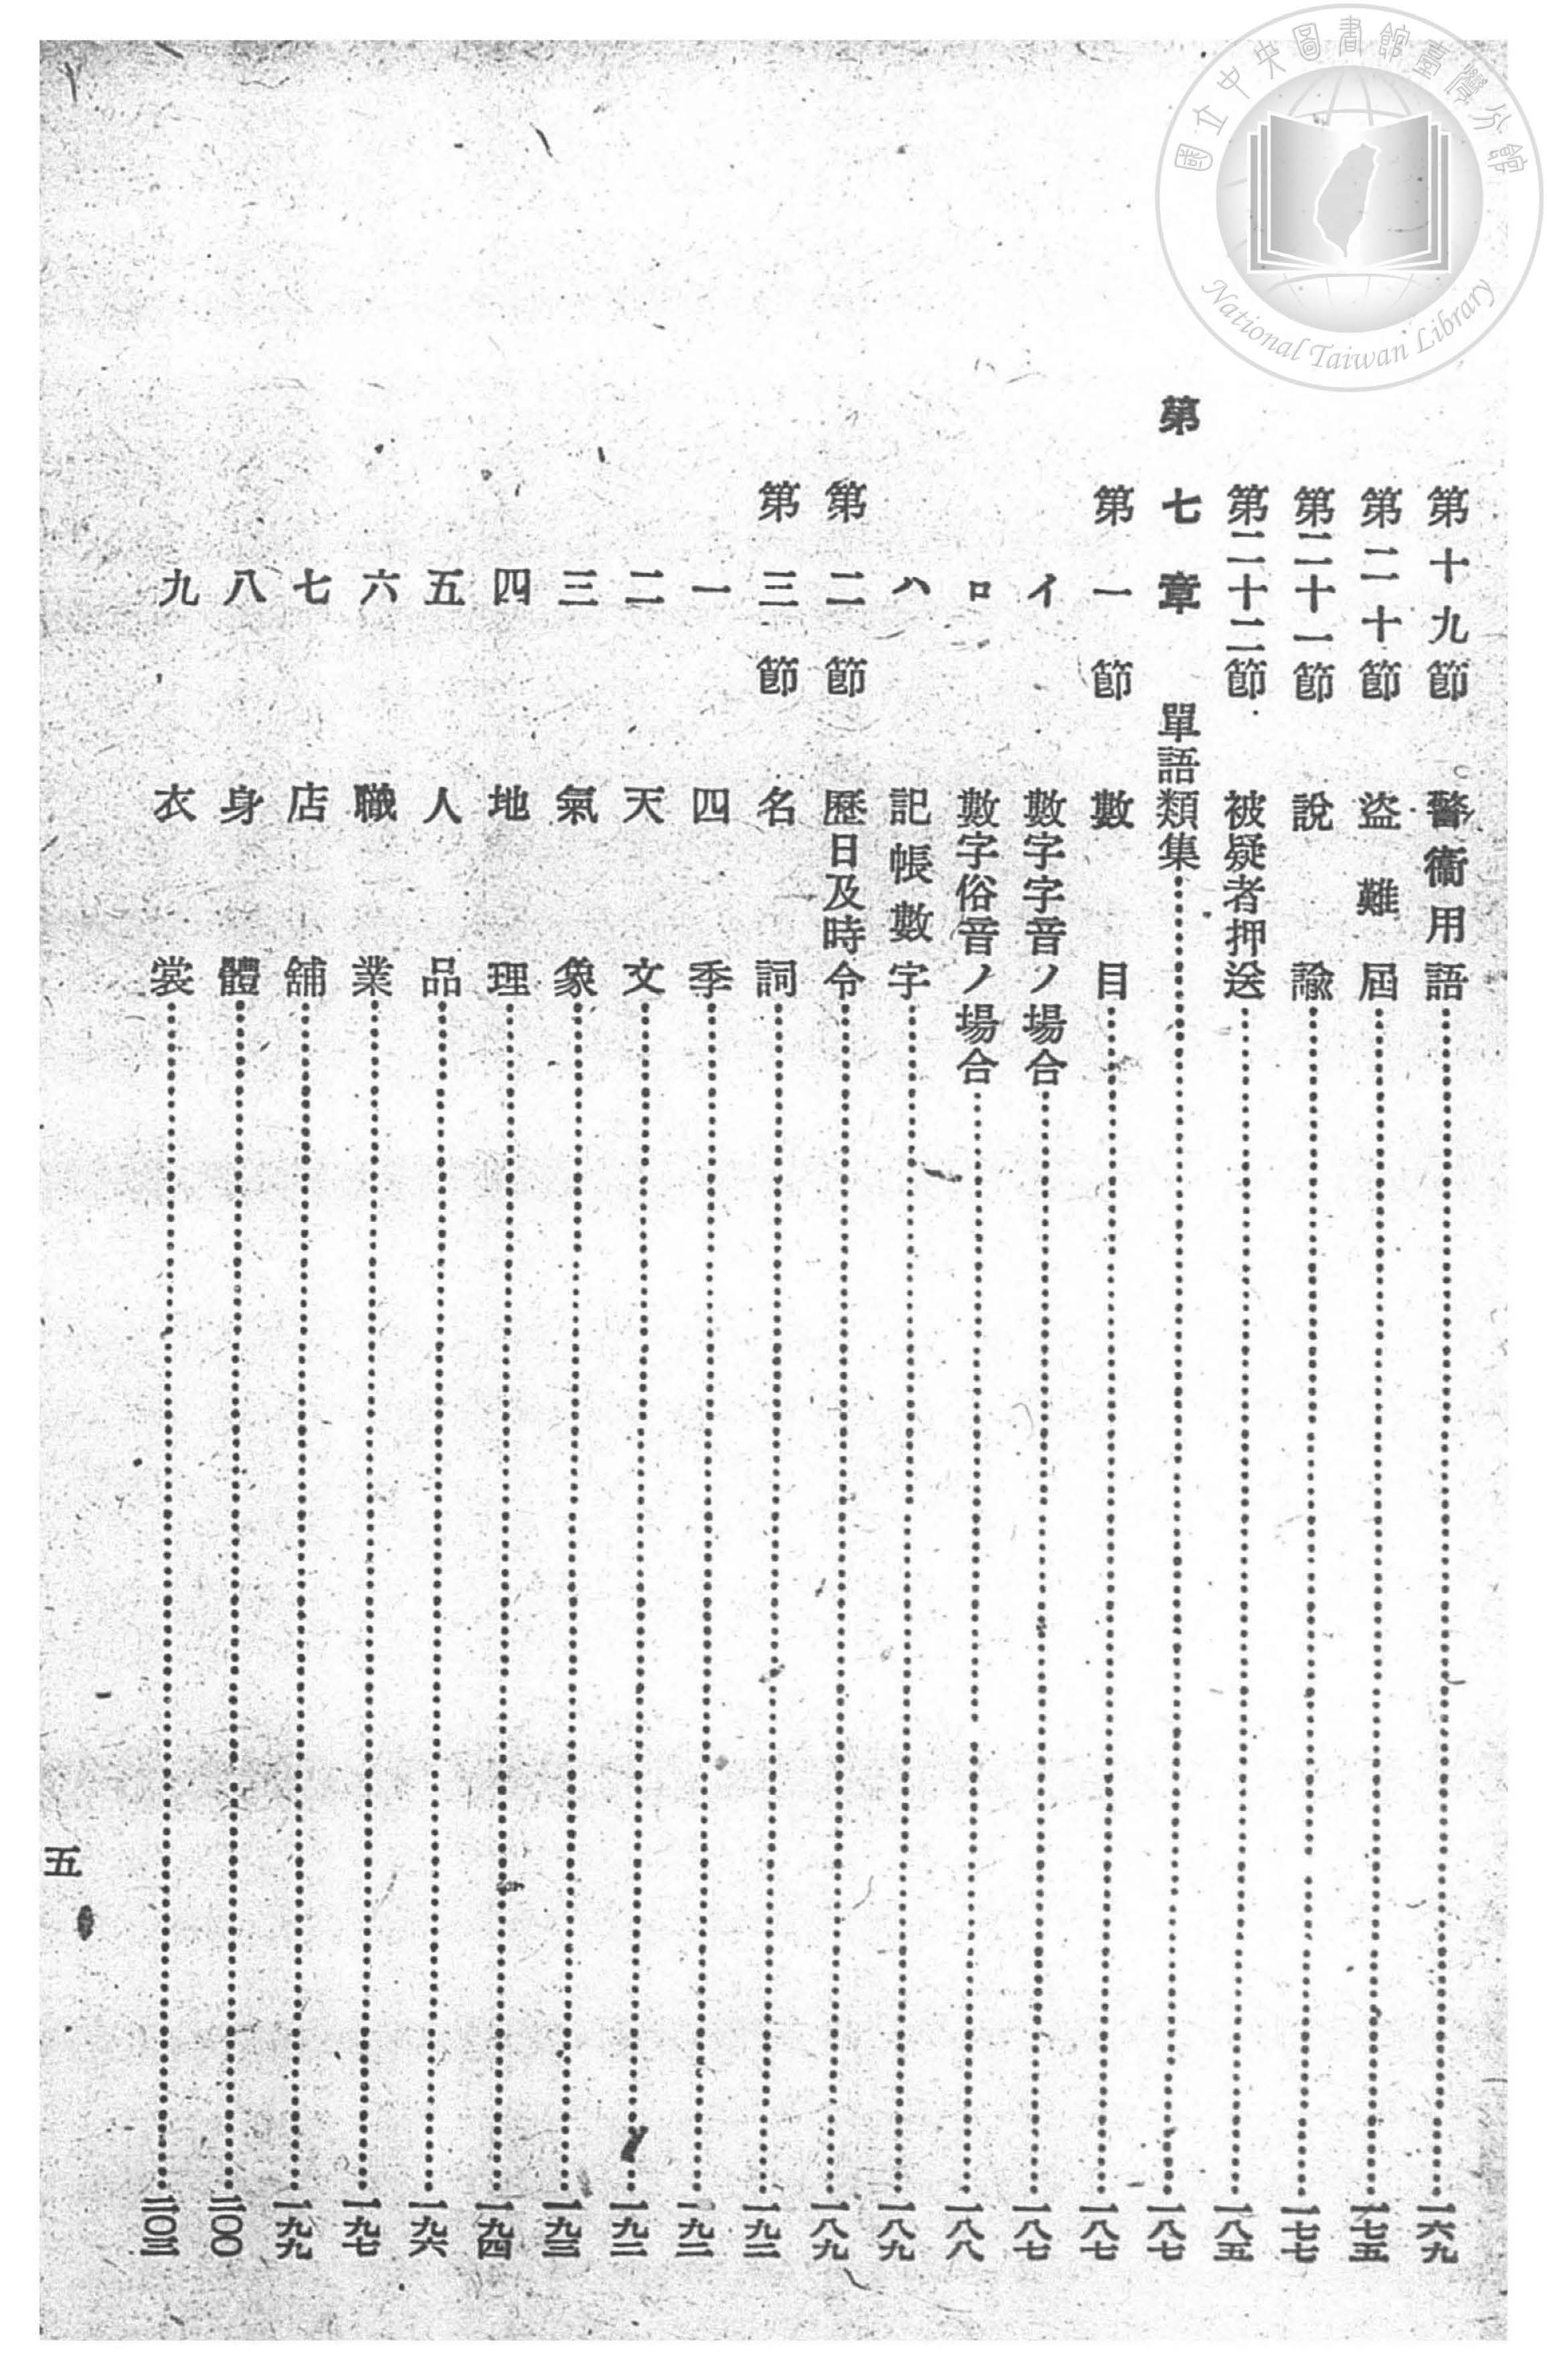 國立中央圖書館臺灣分館
National Taiwan Library
第十九節 警衞用語…一六九
第二十節 盜難屆…一七五
第二十一節 說諭…一七七
第二十二節 被疑者押送…一八五
第七章 單語類集…一八七
第一節 數目…一八七
イ 數字字音ノ場合…一八七
ロ 數字俗音ノ場合…一八八
ハ 記帳數字…一八九
第二節 歷日及時令…一八九
第三節 名詞…一九二
一 四季…一九二
二 天文…一九二
三 氣象…一九三
四 地理…一九四
五 人品…一九六
六 職業…一九七
七 店舖…一九九
八 身體…二〇〇
九 衣裳…二〇三
五